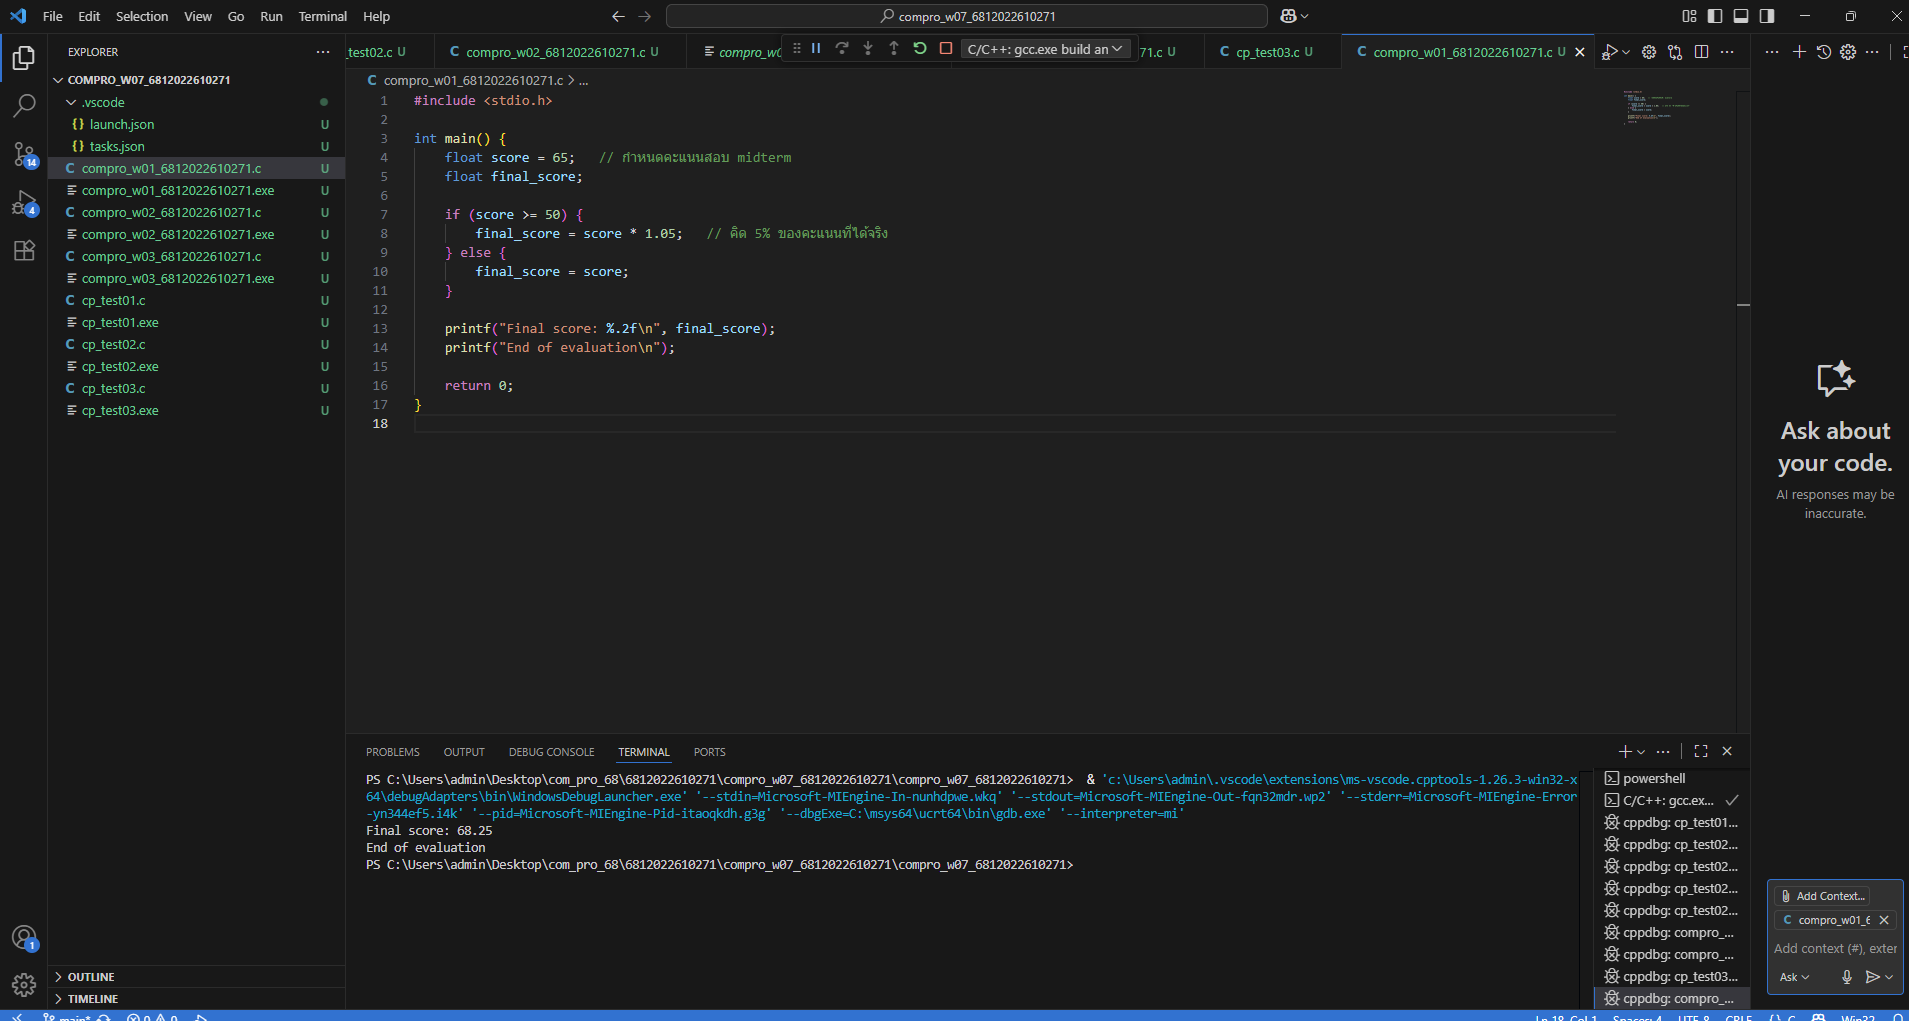 File Edit Selection View Go Run Terminal Help
compro_w07_6812022610271
EXPLORER
COMPRO_W07_6812022610271
.vscode
{} launch.json U
{} tasks.json U
C compro_w01_6812022610271.c U
compro_w01_6812022610271.exe U
C compro_w02_6812022610271.c U
compro_w02_6812022610271.exe U
C compro_w03_6812022610271.c U
compro_w03_6812022610271.exe U
C cp_test01.c U
cp_test01.exe U
C cp_test02.c U
cp_test02.exe U
C cp_test03.c U
cp_test03.exe U
14
4
1
OUTLINE
TIMELINE
_test02.c U C compro_w02_6812022610271.c U compro_w0 C/C++: gcc.exe build an 71.c U C cp_test03.c U C compro_w01_6812022610271.c U
C compro_w01_6812022610271.c > ...
1 #include <stdio.h>
2
3 int main() {
4 float score = 65; // กำหนดคะแนนสอบ midterm
5 float final_score;
6
7 if (score >= 50) {
8 final_score = score * 1.05; // คิด 5% ของคะแนนที่ได้จริง
9 } else {
10 final_score = score;
11 }
12
13 printf("Final score: %.2f\n", final_score);
14 printf("End of evaluation\n");
15
16 return 0;
17 }
18
PROBLEMS OUTPUT DEBUG CONSOLE TERMINAL PORTS
PS C:\Users\admin\Desktop\com_pro_68\6812022610271\compro_w07_6812022610271\compro_w07_6812022610271> & 'c:\Users\admin\.vscode\extensions\ms-vscode.cpptools-1.26.3-win32-x
64\debugAdapters\bin\WindowsDebugLauncher.exe' '--stdin=Microsoft-MIEngine-In-nunhdpwe.wkq' '--stdout=Microsoft-MIEngine-Out-fqn32mdr.wp2' '--stderr=Microsoft-MIEngine-Error
-yn344ef5.i4k' '--pid=Microsoft-MIEngine-Pid-itaoqkdh.g3g' '--dbgExe=C:\msys64\ucrt64\bin\gdb.exe' '--interpreter=mi'
Final score: 68.25
End of evaluation
PS C:\Users\admin\Desktop\com_pro_68\6812022610271\compro_w07_6812022610271\compro_w07_6812022610271>
powershell
C/C++: gcc.ex...
cppdbg: cp_test01...
cppdbg: cp_test02...
cppdbg: cp_test02...
cppdbg: cp_test02...
cppdbg: cp_test02...
cppdbg: compro_...
cppdbg: compro_...
cppdbg: cp_test03...
cppdbg: compro_...
Ask about
your code.
AI responses may be
inaccurate.
Add Context...
C compro_w01_6
Add context (#), exter
Ask
main* 0 0 Ln 18, Col 1 Spaces: 4 UTF-8 CRLF {} C Win32